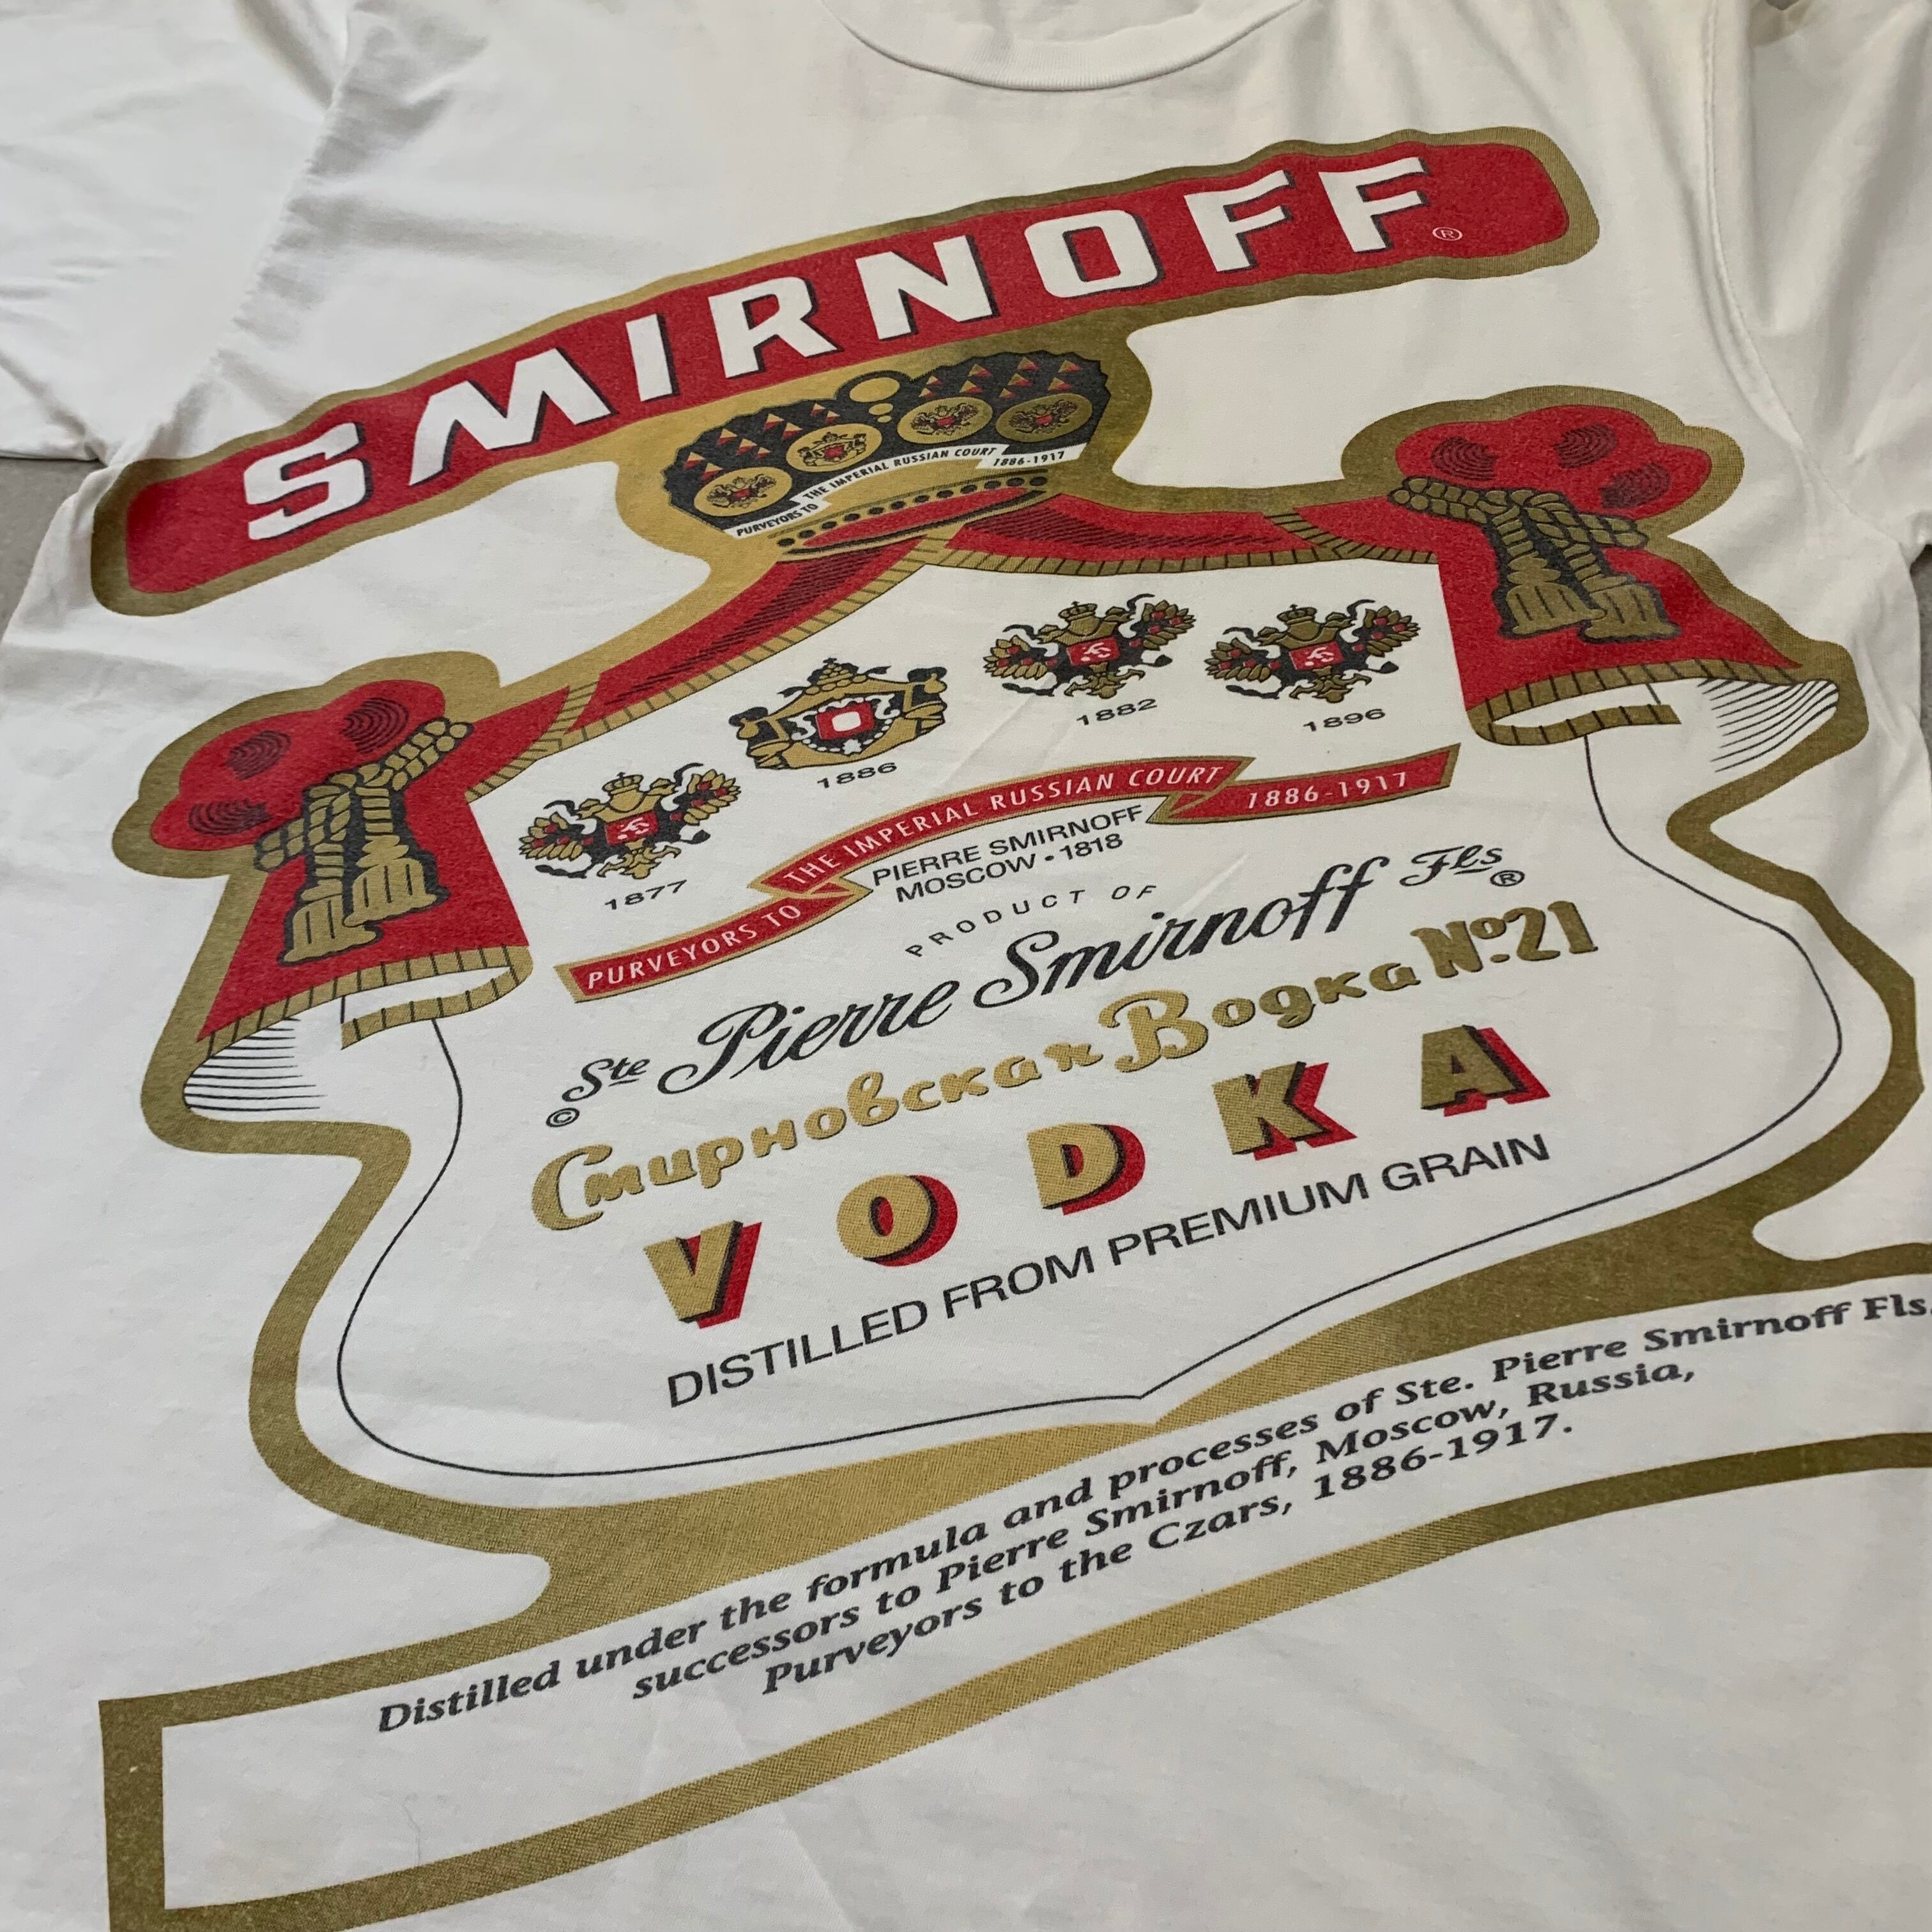 SMIRNOFF®
PURVEYORS TO THE IMPERIAL RUSSIAN COURT 1886-1917
1877
1886
1882
1896
PURVEYORS TO THE IMPERIAL RUSSIAN COURT 1886-1917
PIERRE SMIRNOFF
MOSCOW • 1818
PRODUCT OF
© Ste Pierre Smirnoff Fls ®
Смирновская Водка No. 21
VODKA
DISTILLED FROM PREMIUM GRAIN
Distilled under the formula and processes of Ste. Pierre Smirnoff Fls.
successors to Pierre Smirnoff, Moscow, Russia,
Purveyors to the Czars, 1886-1917.